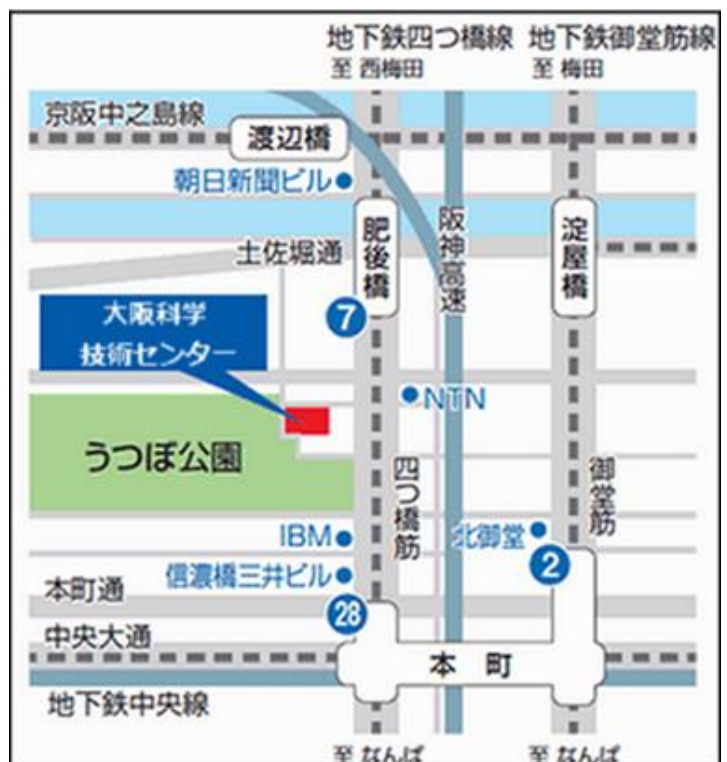 地下鉄四つ橋線
至 西梅田
地下鉄御堂筋線
至 梅田
京阪中之島線
渡辺橋
朝日新聞ビル
肥後橋
阪神高速
淀屋橋
土佐堀通
大阪科学
技術センター
7
NTN
うつぼ公園
四つ橋筋
御堂筋
IBM
北御堂
2
信濃橋三井ビル
本町通
28
中央大通
本町
地下鉄中央線
至 なんば
至 なんば